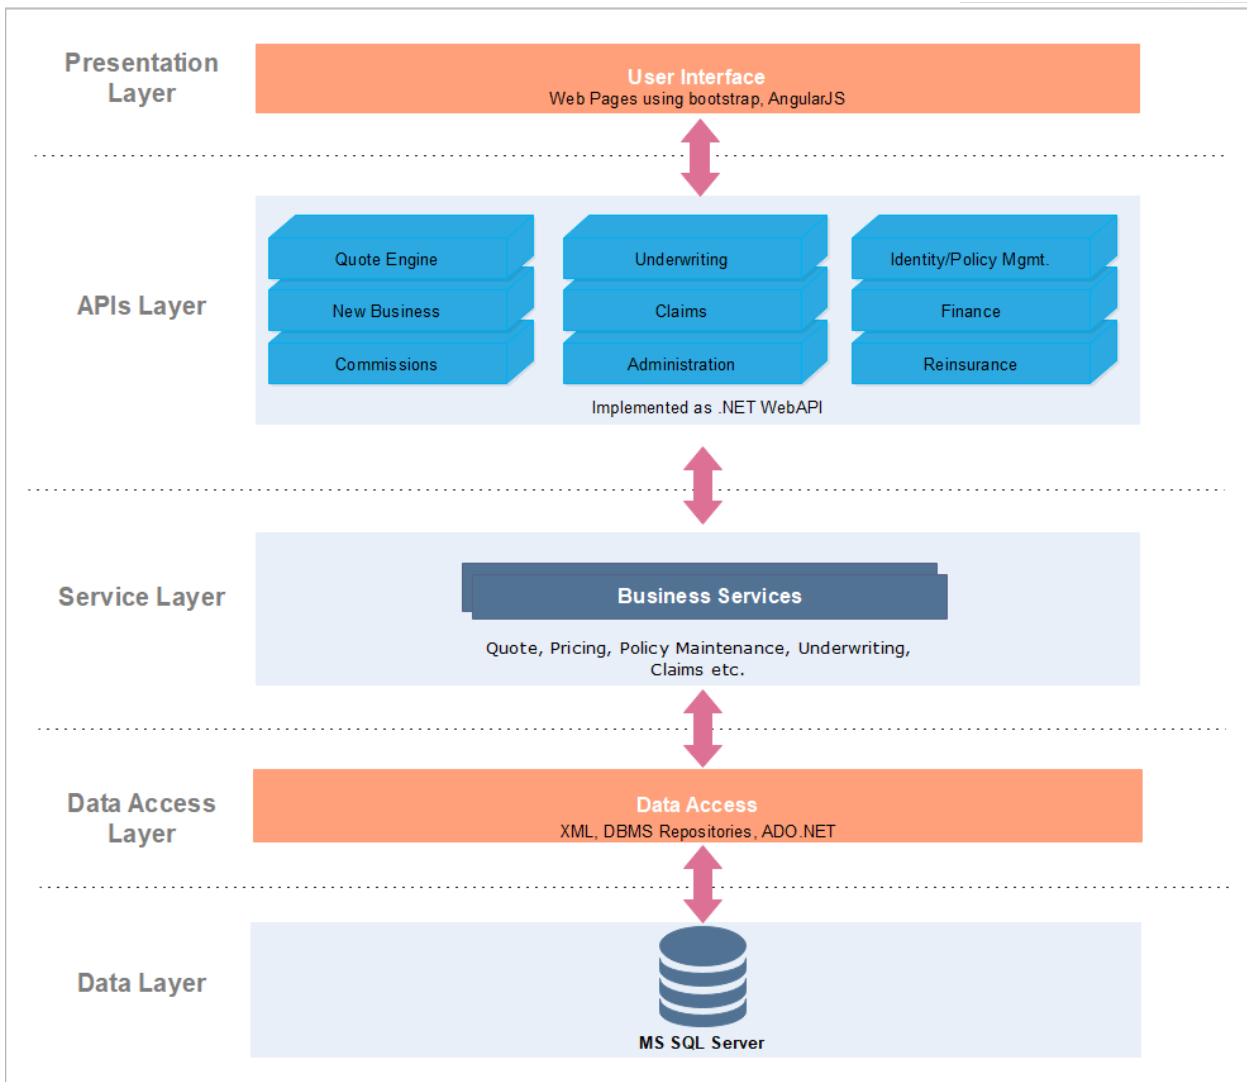 Presentation
Layer
User Interface
Web Pages using bootstrap, AngularJS
APIs Layer
Quote Engine
Underwriting
Identity/Policy Mgmt.
New Business
Claims
Finance
Commissions
Administration
Reinsurance
Implemented as .NET WebAPI
Service Layer
Business Services
Quote, Pricing, Policy Maintenance, Underwriting,
Claims etc.
Data Access
Layer
Data Access
XML, DBMS Repositories, ADO.NET
Data Layer
MS SQL Server